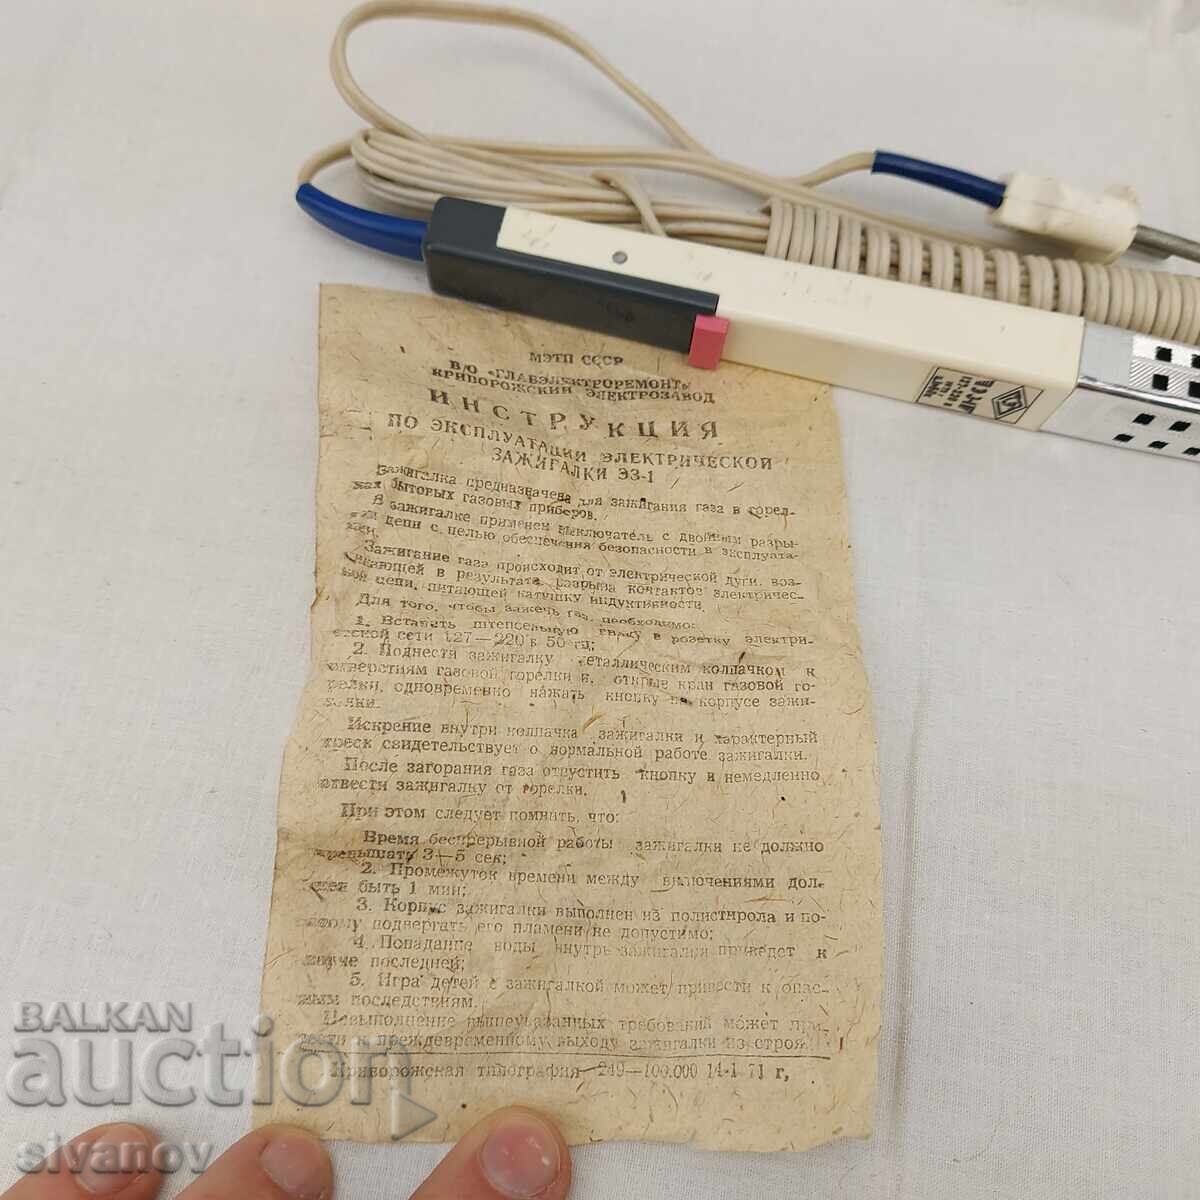 МЭТП СССР
В/О «ГЛАВЭЛЕКТРОРЕМОНТ»
КРИВОРОЖСКИЙ ЭЛЕКТРОЗАВОД
ИНСТРУКЦИЯ
ПО ЭКСПЛУАТАЦИИ ЭЛЕКТРИЧЕСКОЙ
ЗАЖИГАЛКИ ЭЗ-1
Зажигалка предназначена для зажигания газа в горел-
ках бытовых газовых приборов.
В зажигалке применен выключатель с двойным разры-
вом цепи с целью обеспечения безопасности в эксплуата-
ции.
Зажигание газа происходит от электрической дуги, воз-
никающей в результате разрыва контактов электричес-
кой цепи, питающей катушку индуктивности.
Для того, чтобы зажечь газ, необходимо:
1. Вставить штепсельную вилку в розетку электри-
ческой сети 127—220 в 50 гц;
2. Поднести зажигалку металлическим колпачком к
отверстиям газовой горелки и, открыв кран газовой го-
релки, одновременно нажать кнопку на корпусе зажи-
галки.
Искрение внутри колпачка зажигалки и характерный
треск свидетельствует о нормальной работе зажигалки.
После загорания газа отпустить кнопку и немедленно
отвести зажигалку от горелки.
При этом следует помнить, что:
Время беспрерывной работы зажигалки не должно
превышать 3—5 сек;
2. Промежуток времени между включениями дол-
жен быть 1 мин;
3. Корпус зажигалки выполнен из полистирола и по-
этому подвергать его пламени не допустимо;
4. Попадание воды внутрь зажигалки приведет к
порче последней;
5. Игра детей с зажигалкой может привести к опас-
ным последствиям.
Невыполнение вышеуказанных требований может при-
вести к преждевременному выходу зажигалки из строя.
Криворожская типография 249—100.000 14-1 71 г,
BALKAN
auction
sivanov